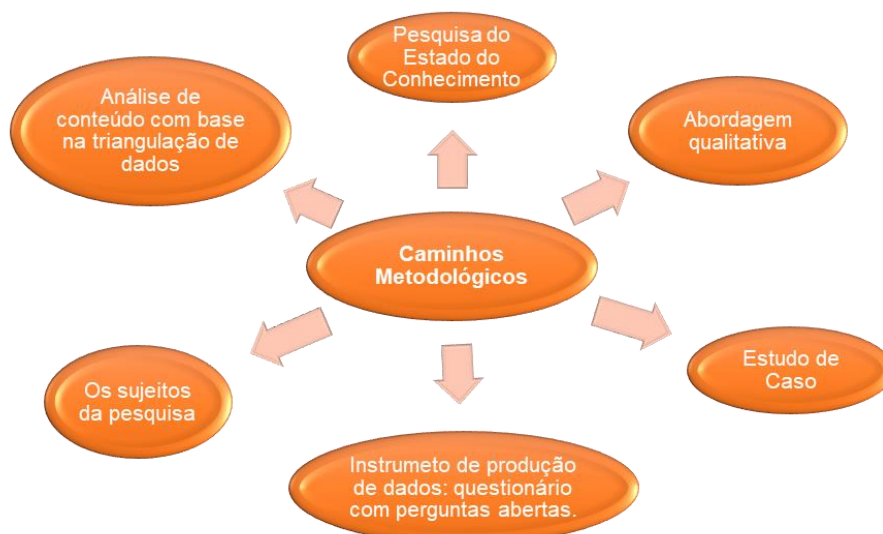 Pesquisa do
Estado do
Conhecimento
Análise de
conteúdo com base
na triangulação de
dados
Abordagem
qualitativa
Caminhos
Metodológicos
Os sujeitos
da pesquisa
Estudo de
Caso
Instrumeto de produção
de dados: questionário
com perguntas abertas.